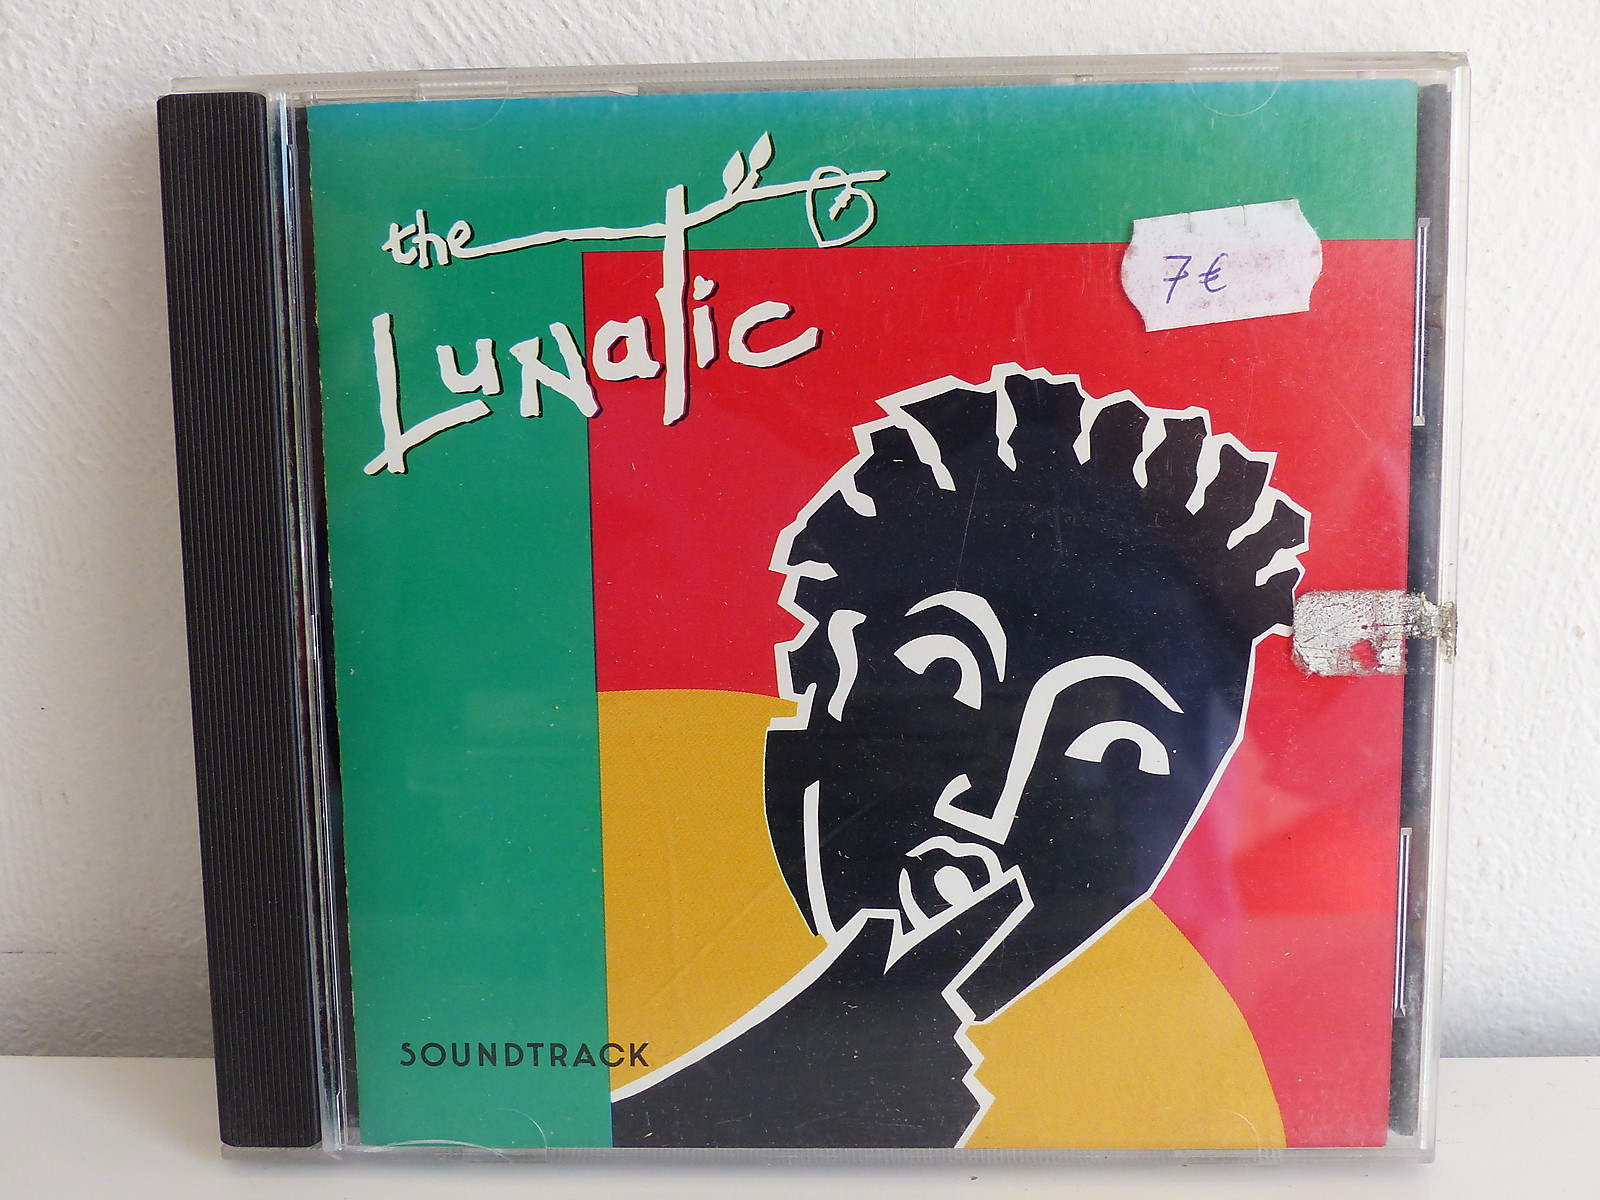 the
Lunatic
7€
SOUNDTRACK